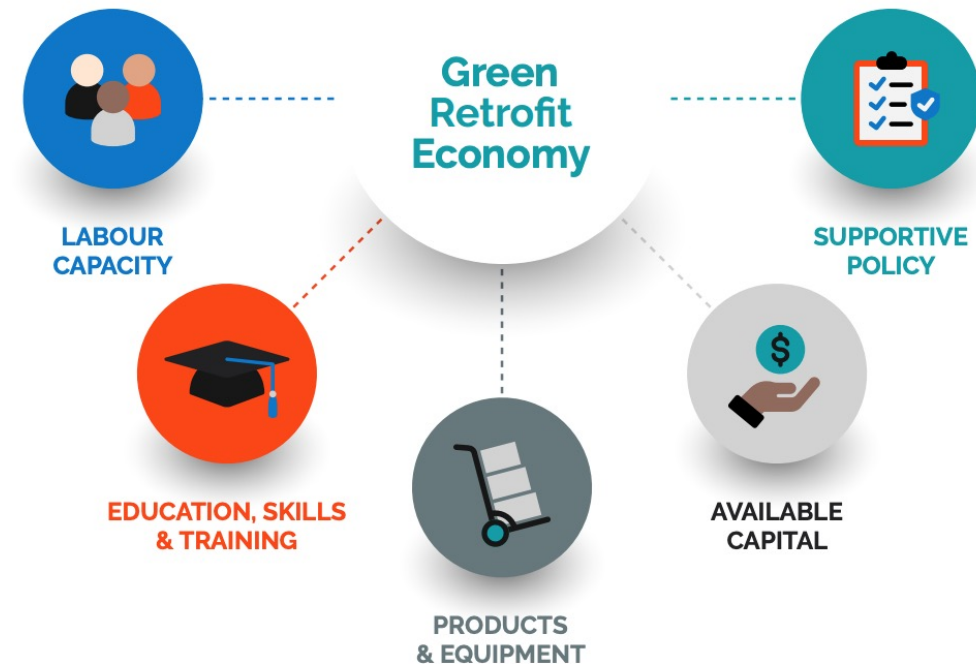 Green
Retrofit
Economy
LABOUR
CAPACITY
EDUCATION, SKILLS
& TRAINING
PRODUCTS
& EQUIPMENT
AVAILABLE
CAPITAL
SUPPORTIVE
POLICY
$